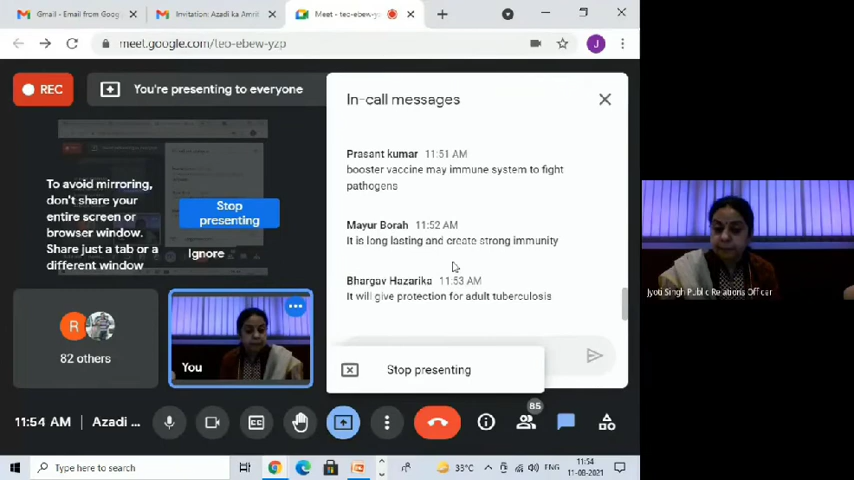 Gmail - Email from Goog
Invitation: Azadi ka Amrit
Meet - teo-ebew-yz
meet.google.com/teo-ebew-yzp
J
REC
You're presenting to everyone
In-call messages
Prasant kumar 11:51 AM
booster vaccine may immune system to fight
pathogens
To avoid mirroring,
don't share your
entire screen or
browser window.
Share just a tab or a
different window
Stop
presenting
Ignore
Mayur Borah 11:52 AM
It is long lasting and create strong immunity
Bhargav Hazarika 11:53 AM
It will give protection for adult tuberculosis
R
82 others
You
Stop presenting
Jyoti Singh Public Relations Officer
11:54 AM
Azadi ...
85
Type here to search
33°C
ENG
11:54
11-08-2021